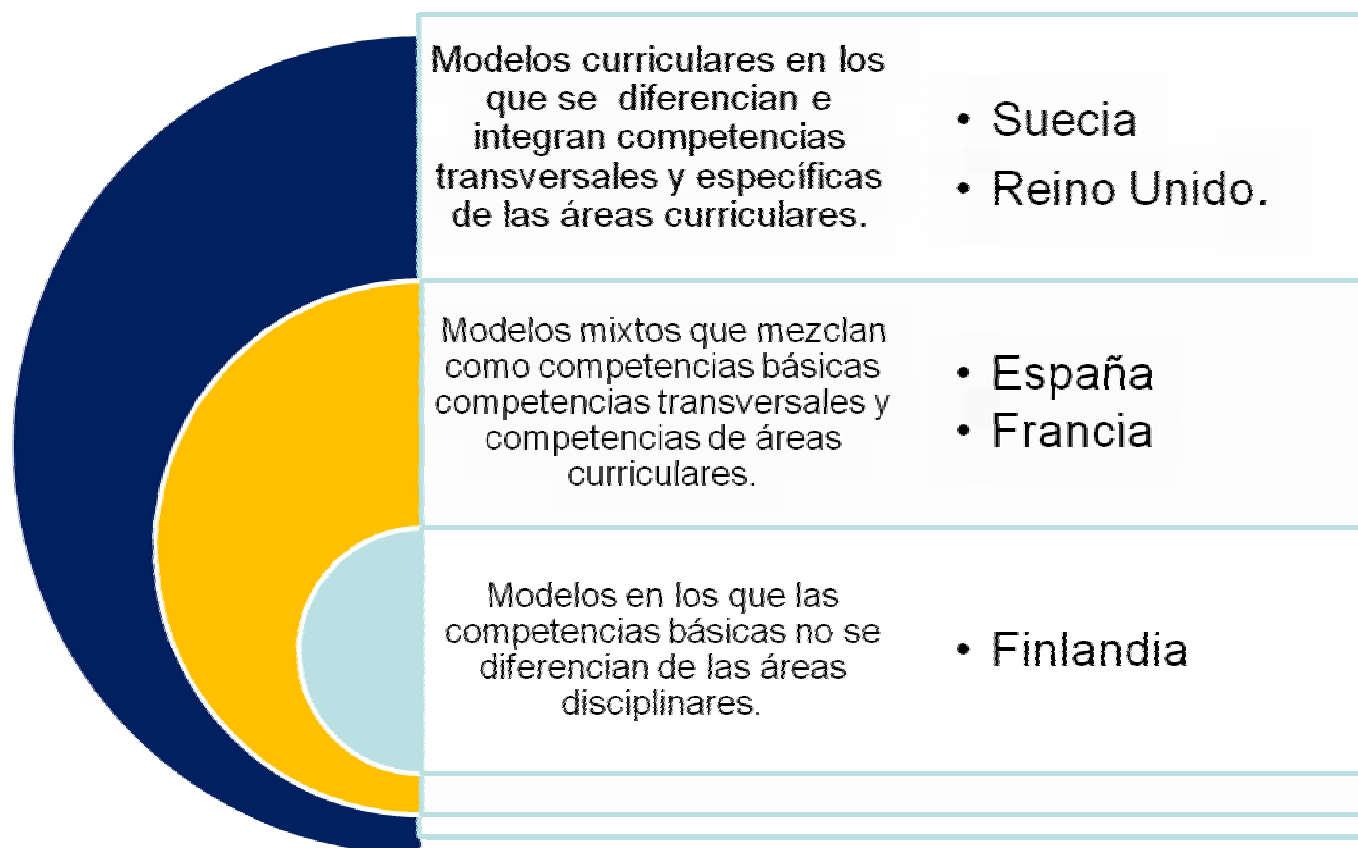 Modelos curriculares en los
que se diferencian e
integran competencias
transversales y específicas
de las áreas curriculares.
• Suecia
• Reino Unido.
Modelos mixtos que mezclan
como competencias básicas
competencias transversales y
competencias de áreas
curriculares.
• España
• Francia
Modelos en los que las
competencias básicas no se
diferencian de las áreas
disciplinares.
• Finlandia